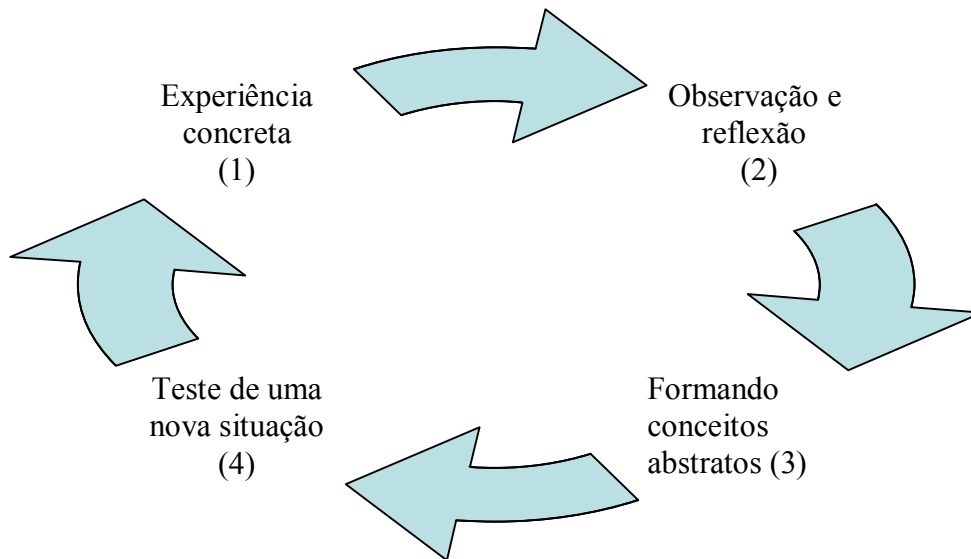 Experiência
concreta
(1)
Observação e
reflexão
(2)
Formando
conceitos
abstratos (3)
Teste de uma
nova situação
(4)